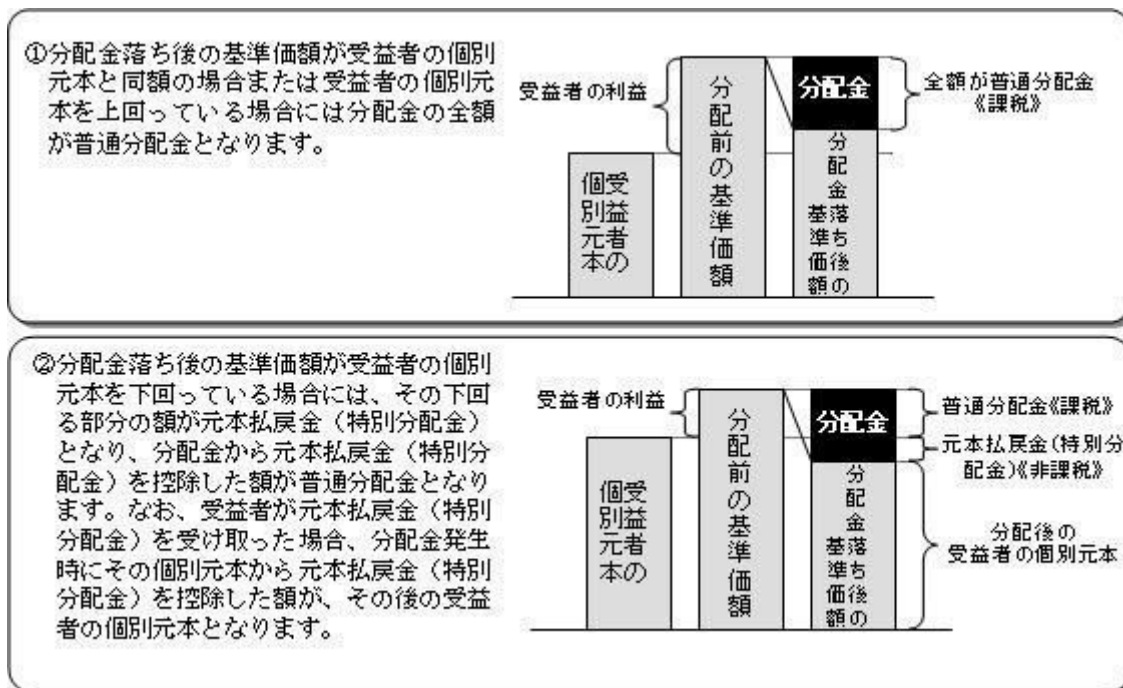 ①分配金落ち後の基準価額が受益者の個別
元本と同額の場合または受益者の個別元
本を上回っている場合には分配金の全額
が普通分配金となります。
受益者の利益
受益者の
個別元本
分配前の基準価額
分配金
分配金落ち後の
基準価額
全額が普通分配金
《課税》
②分配金落ち後の基準価額が受益者の個別
元本を下回っている場合には、その下回
る部分の額が元本払戻金（特別分配金）
となり、分配金から元本払戻金（特別分
配金）を控除した額が普通分配金となり
ます。なお、受益者が元本払戻金（特別
分配金）を受け取った場合、分配金発生
時にその個別元本から元本払戻金（特別
分配金）を控除した額が、その後の受益
者の個別元本となります。
受益者の利益
受益者の
個別元本
分配前の基準価額
分配金
分配金落ち後の
基準価額
普通分配金《課税》
元本払戻金(特別分
配金)《非課税》
分配後の
受益者の個別元本